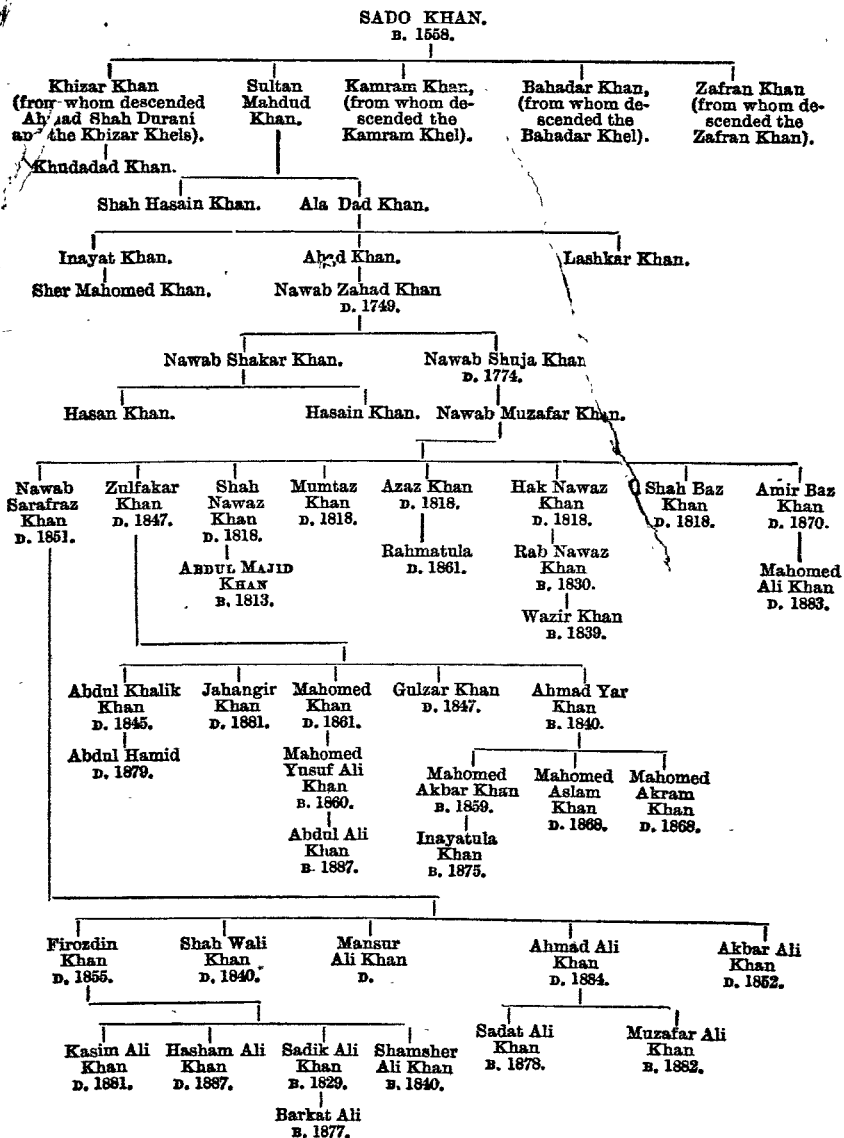 SADO KHAN.
B. 1558.
Khizar Khan
(from whom descended
Ahmad Shah Durani
and the Khizar Khels).
Khudadad Khan.
Sultan
Mahdud
Khan.
Kamram Khan,
(from whom de-
scended the
Kamram Khel).
Bahadar Khan,
(from whom de-
scended the
Bahadar Khel).
Zafran Khan
(from whom de-
scended the
Zafran Khan).
Shah Hasain Khan.
Ala Dad Khan.
Inayat Khan.
Sher Mahomed Khan.
Khan.
Nawab Zahad Khan
D. 1749.
Lashkar Khan.
Nawab Shakar Khan.
Nawab Shuja Khan
D. 1774.
Hasan Khan.
Hasain Khan.
Nawab Muzafar Khan.
Nawab
Sarafraz
Khan
D. 1851.
Zulfakar
Khan
D. 1847.
Shah
Nawaz
Khan
D. 1818.
ABDUL MAJID
KHAN
B. 1813.
Mumtaz
Khan
D. 1818.
Azaz Khan
D. 1818.
Rahmatula
D. 1861.
Hak Nawaz
Khan
D. 1818.
Rab Nawaz
Khan
B. 1830.
Wazir Khan
B. 1839.
Shah Baz
Khan
D. 1818.
Amir Baz
Khan
D. 1870.
Mahomed
Ali Khan
D. 1883.
Abdul Khalik
Khan
D. 1845.
Abdul Hamid
D. 1879.
Jahangir
Khan
D. 1881.
Mahomed
Khan
D. 1861.
Mahomed
Yusuf Ali
Khan
B. 1860.
Abdul Ali
Khan
B. 1887.
Gulzar Khan
D. 1847.
Ahmad Yar
Khan
B. 1840.
Mahomed
Akbar Khan
B. 1859.
Inayatula
Khan
B. 1875.
Mahomed
Aslam
Khan
D. 1868.
Mahomed
Akram
Khan
D. 1868.
Firozdin
Khan
D. 1855.
Shah Wali
Khan
D. 1840.
Mansur
Ali Khan
D.
Ahmad Ali
Khan
D. 1884.
Akbar Ali
Khan
D. 1852.
Kasim Ali
Khan
D. 1881.
Hasham Ali
Khan
D. 1887.
Sadik Ali
Khan
B. 1829.
Barkat Ali
B. 1877.
Shamsher
Ali Khan
B. 1840.
Sadat Ali
Khan
B. 1878.
Muzafar Ali
Khan
B. 1882.